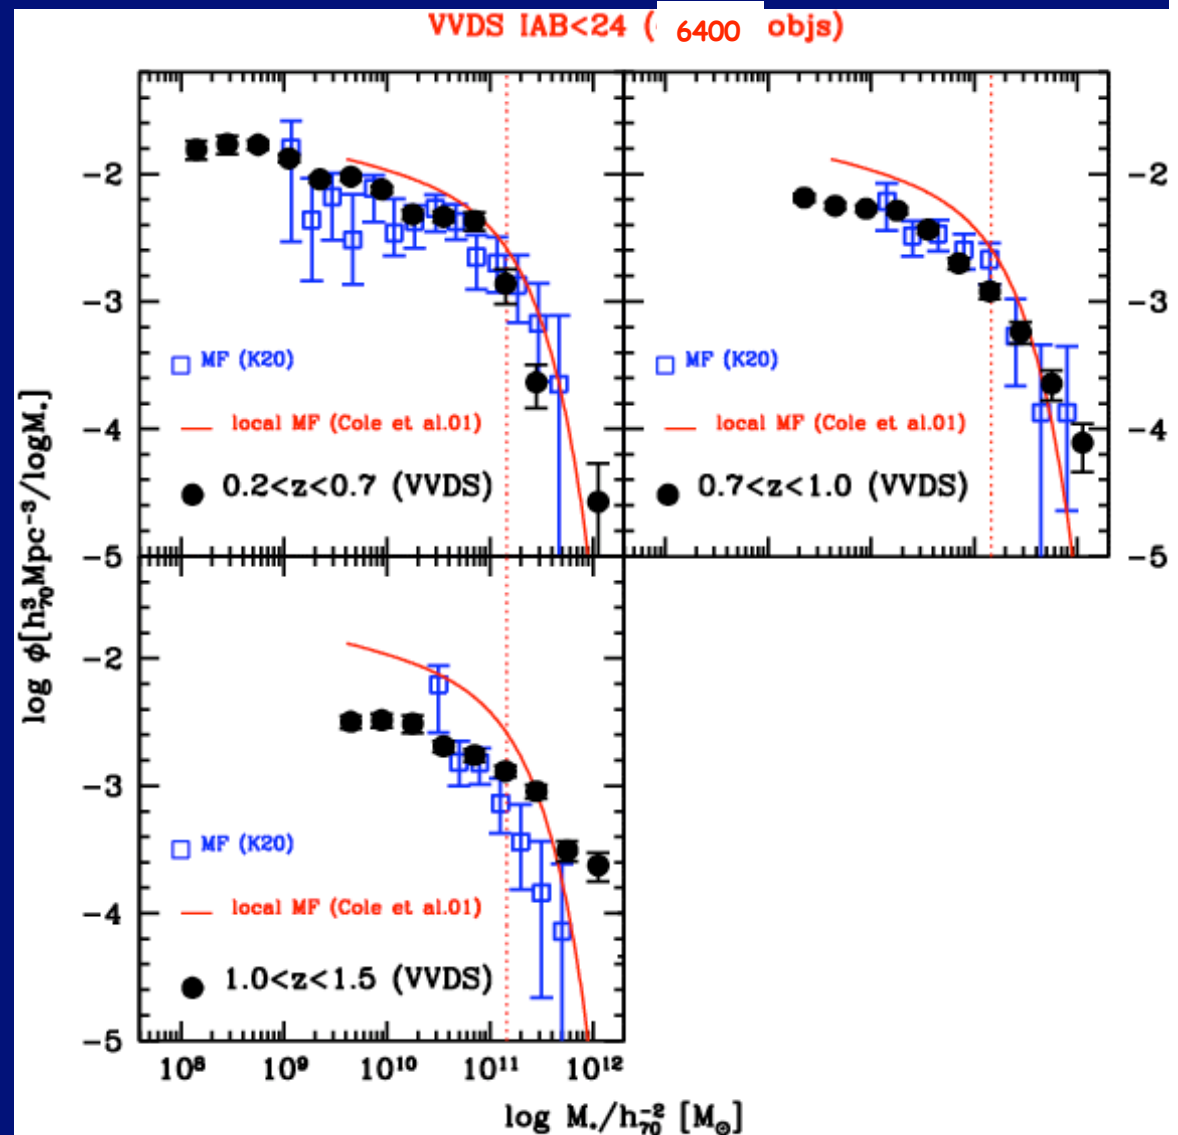 VVDS IAB<24 ( 6400 objs)
−2
−3
−4
−5
MF (K20)
local MF (Cole et al.01)
0.2<z<0.7 (VVDS)
−2
−3
−4
−5
MF (K20)
local MF (Cole et al.01)
0.7<z<1.0 (VVDS)
log ϕ[h³₇₀Mpc⁻³/logM*]
−2
−3
−4
−5
MF (K20)
local MF (Cole et al.01)
1.0<z<1.5 (VVDS)
10⁸ 10⁹ 10¹⁰ 10¹¹ 10¹²
log M*/h₇₀⁻² [M⊙]